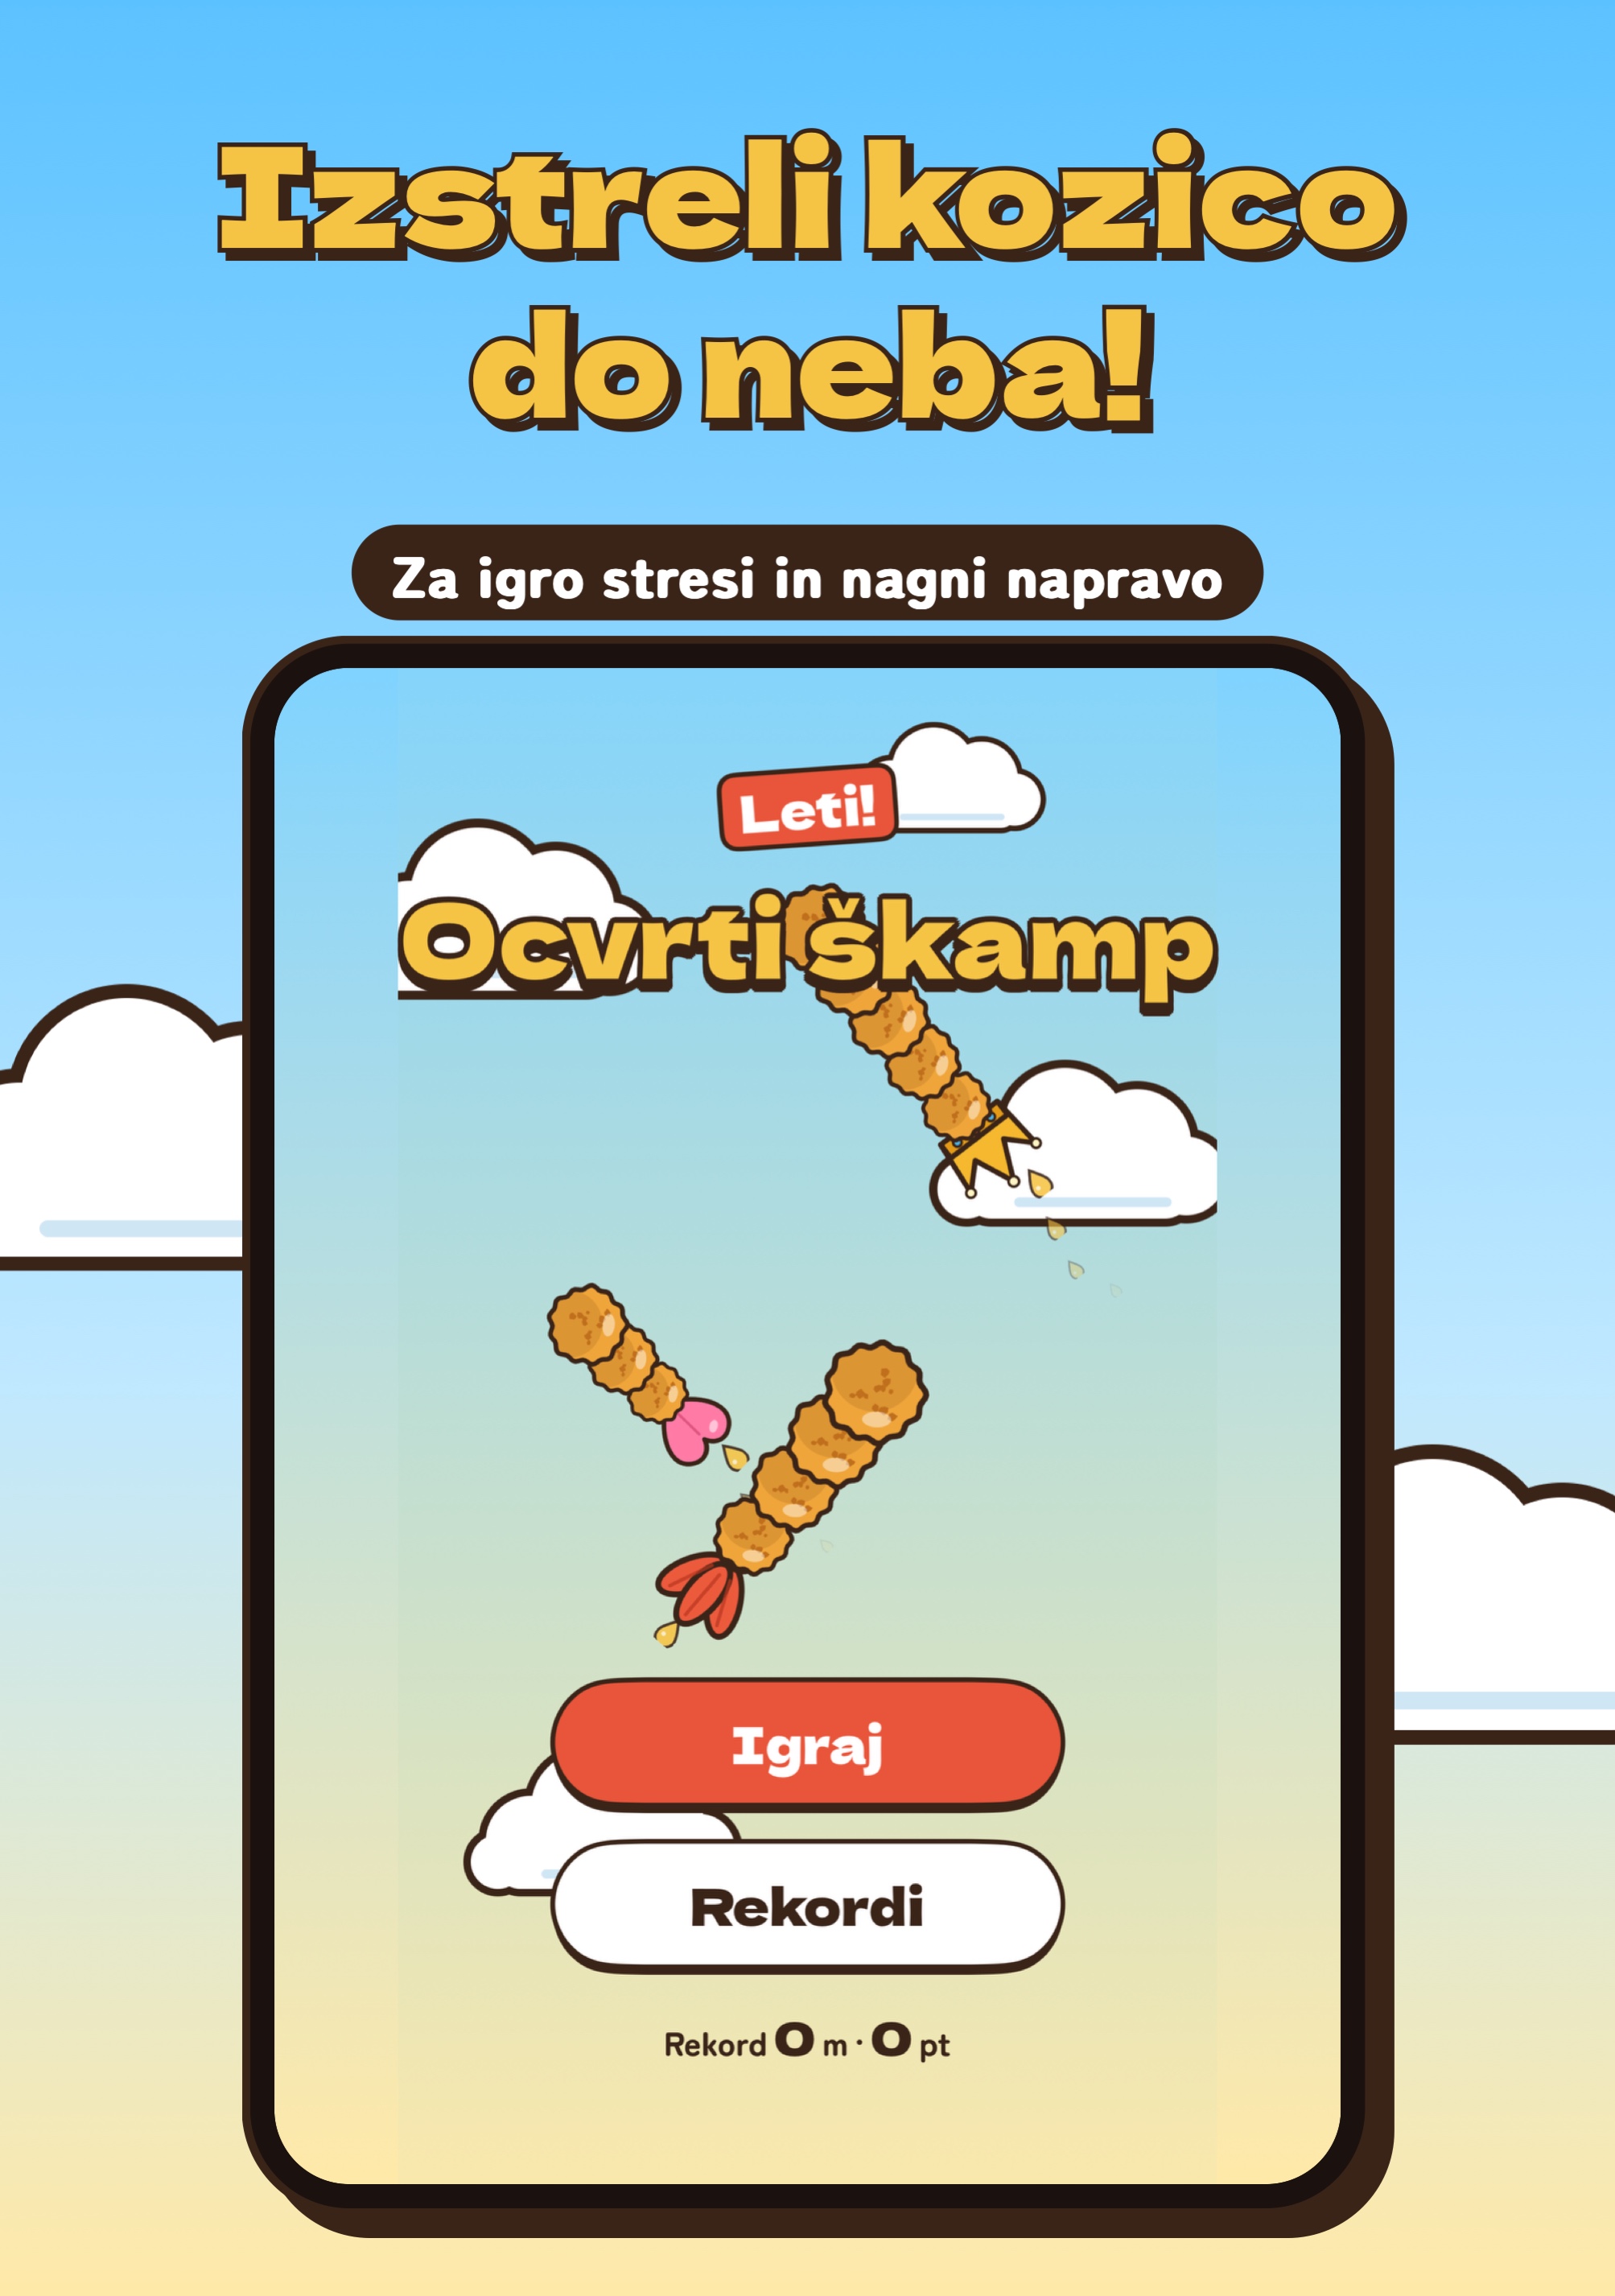 Izstreli kozico
do neba!
Za igro stresi in nagni napravo
Leti!
Ocvrti škamp
Igraj
Rekordi
Rekord 0 m · 0 pt